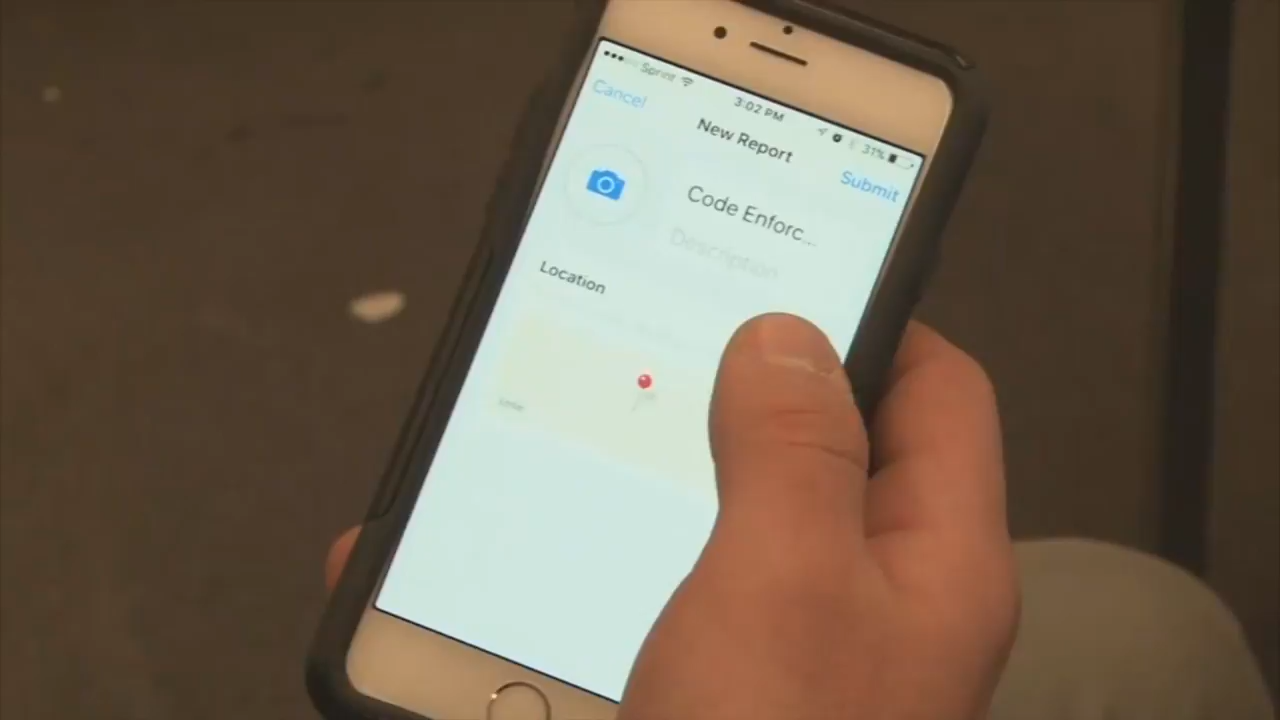 Sprint 3:02 PM 31%
Cancel New Report Submit
Code Enforc...
Description
Location